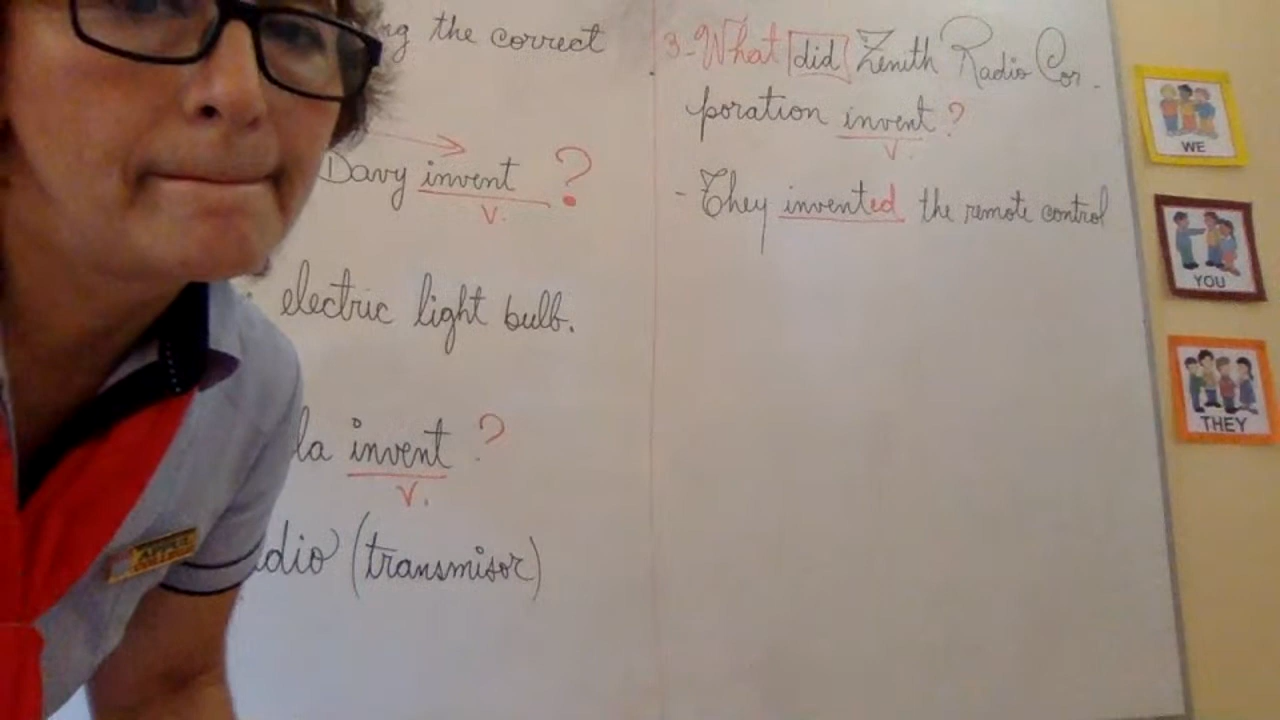 ng the correct
Davy invent ?
V.
electric light bulb.
la invent ?
V.
dio (transmisor)
3-What did Zenith Radio Cor-
poration invent ?
V.
- They invented the remote control
WE
YOU
THEY